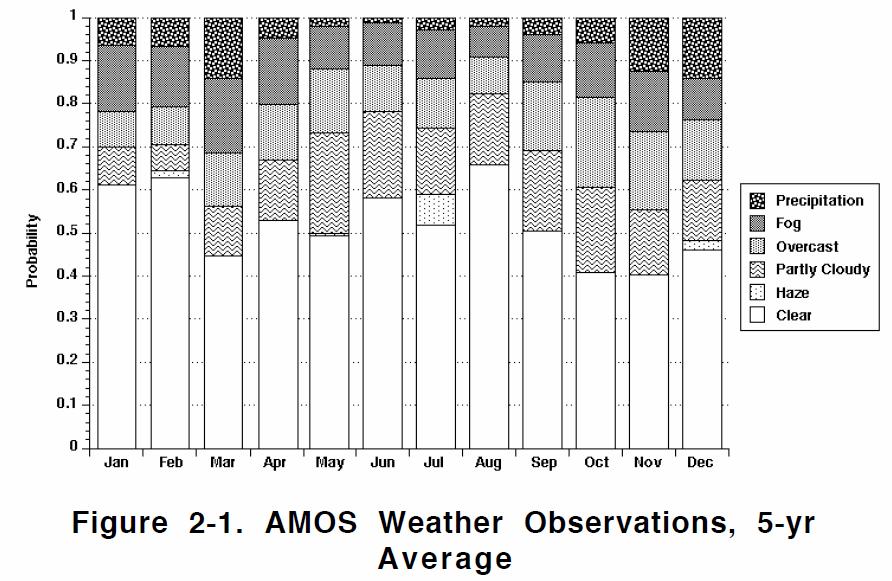 1
0.9
0.8
0.7
0.6
0.5
0.4
0.3
0.2
0.1
0
Probability
Jan Feb Mar Apr May Jun Jul Aug Sep Oct Nov Dec
Precipitation
Fog
Overcast
Partly Cloudy
Haze
Clear
Figure 2-1. AMOS Weather Observations, 5-yr
Average